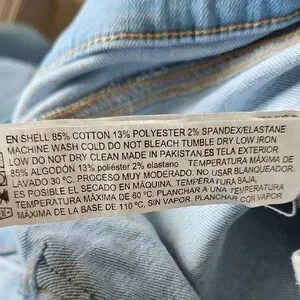 EN SHELL 85% COTTON 13% POLYESTER 2% SPANDEX/ELASTANE
MACHINE WASH COLD DO NOT BLEACH TUMBLE DRY LOW IRON
LOW DO NOT DRY CLEAN MADE IN PAKISTAN.ES TELA EXTERIOR
85% ALGODÓN 13% poliéster 2% elastano TEMPERATURA MÁXIMA DE
LAVADO 30 ºC. PROCESO MUY MODERADO. NO USAR BLANQUEADOR.
ES POSIBLE EL SECADO EN MÁQUINA. TEMPERATURA BAJA,
TEMPERATURA MÁXIMA DE 60 ºC. PLANCHAR A UNA TEMPERATURA
MÁXIMA DE LA BASE DE 110 ºC, SIN VAPOR. PLANCHAR CON VAPOR